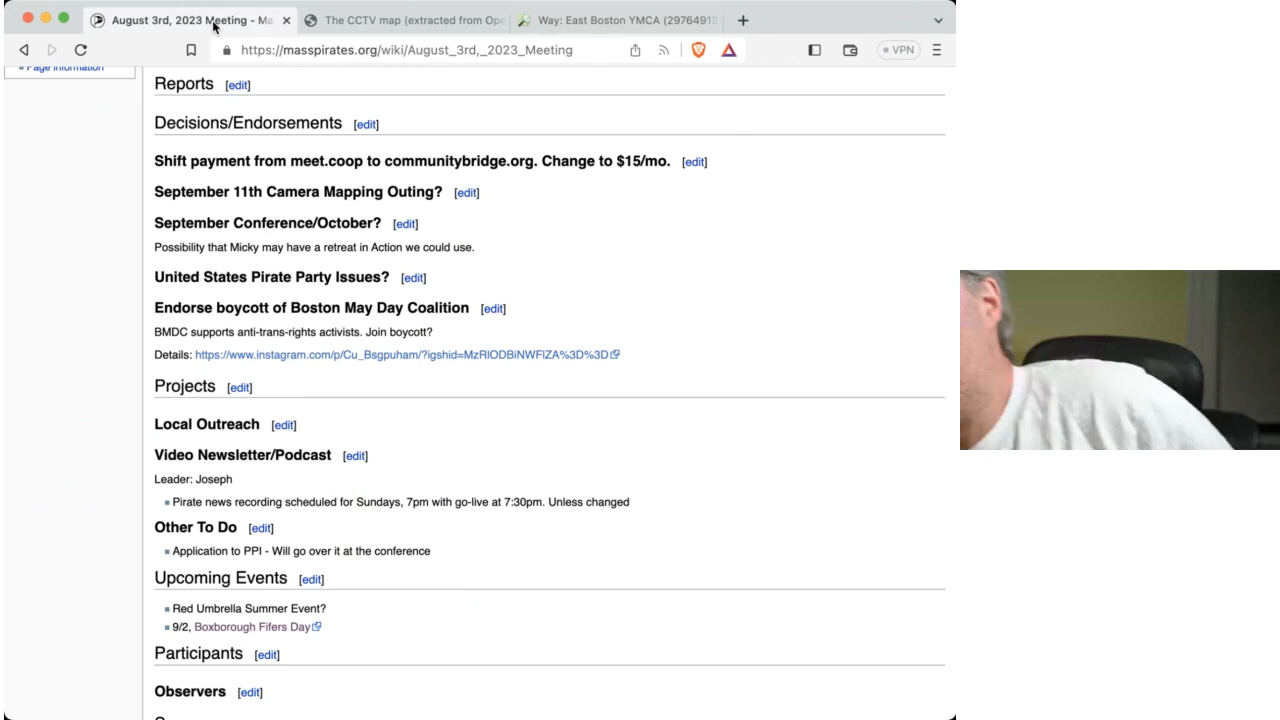 August 3rd, 2023 Meeting - Ma
The CCTV map (extracted from Ope
Way: East Boston YMCA (29764913
https://masspirates.org/wiki/August_3rd,_2023_Meeting
VPN
Page information
Reports [edit]
Decisions/Endorsements [edit]
Shift payment from meet.coop to communitybridge.org. Change to $15/mo. [edit]
September 11th Camera Mapping Outing? [edit]
September Conference/October? [edit]
Possibility that Micky may have a retreat in Action we could use.
United States Pirate Party Issues? [edit]
Endorse boycott of Boston May Day Coalition [edit]
BMDC supports anti-trans-rights activists. Join boycott?
Details: https://www.instagram.com/p/Cu_Bsgpuham/?igshid=MzRlODBiNWFlZA%3D%3D
Projects [edit]
Local Outreach [edit]
Video Newsletter/Podcast [edit]
Leader: Joseph
Pirate news recording scheduled for Sundays, 7pm with go-live at 7:30pm. Unless changed
Other To Do [edit]
Application to PPI - Will go over it at the conference
Upcoming Events [edit]
Red Umbrella Summer Event?
9/2, Boxborough Fifers Day
Participants [edit]
Observers [edit]